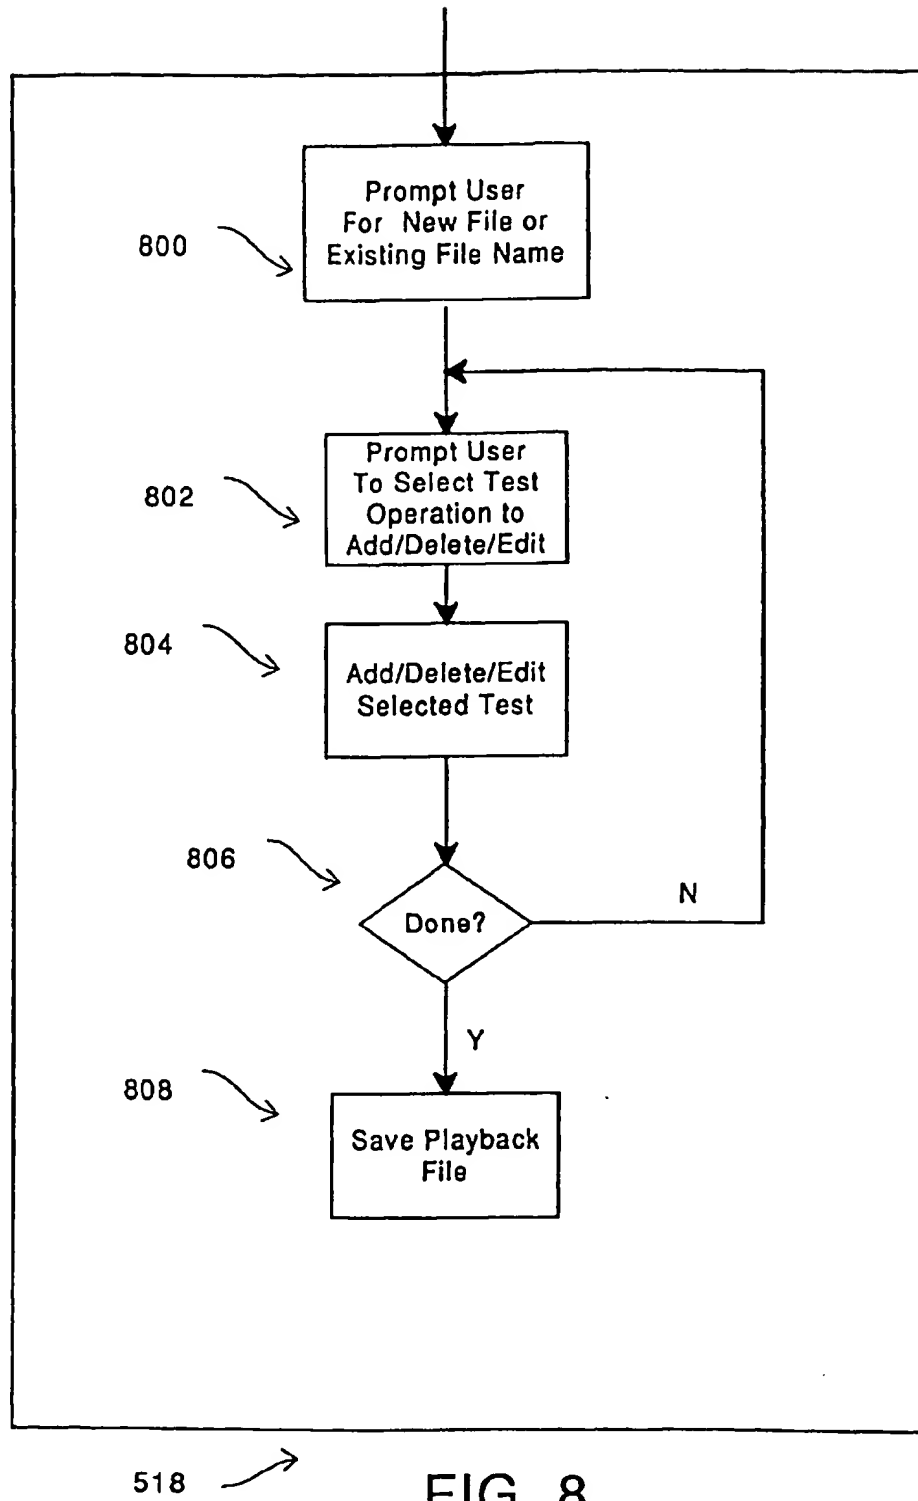 Prompt User
For New File or
Existing File Name
800
Prompt User
To Select Test
Operation to
Add/Delete/Edit
802
804
Add/Delete/Edit
Selected Test
806
Done?
N
Y
808
Save Playback
File
518
FIG. 8